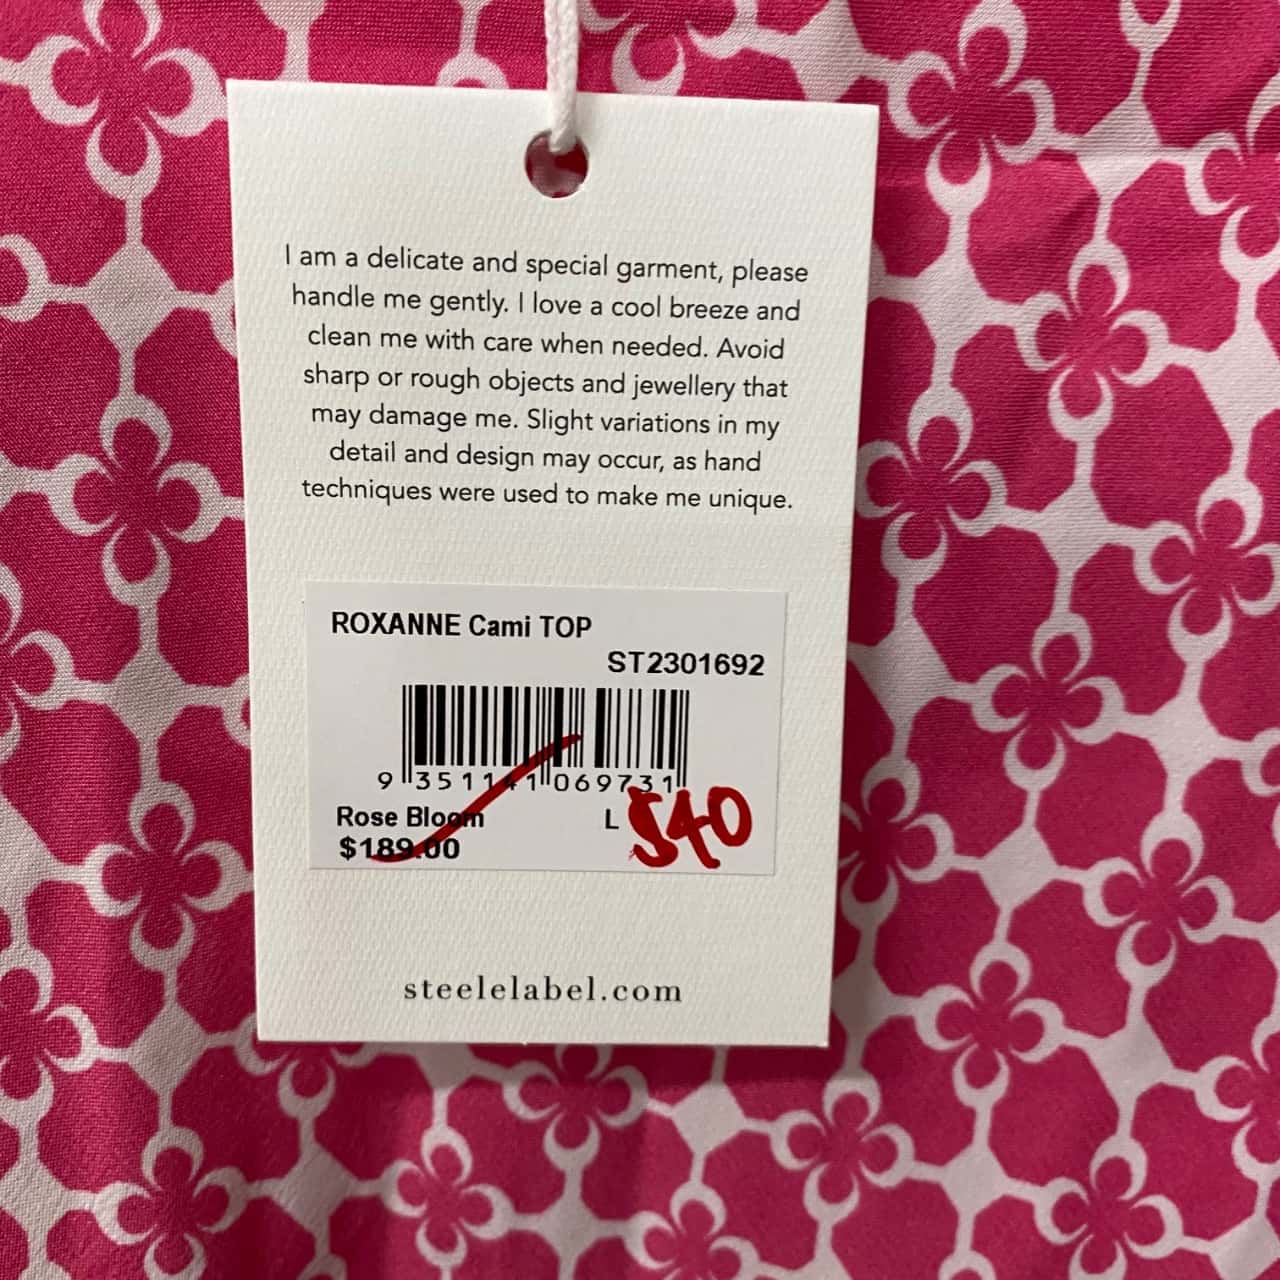 I am a delicate and special garment, please
handle me gently. I love a cool breeze and
clean me with care when needed. Avoid
sharp or rough objects and jewellery that
may damage me. Slight variations in my
detail and design may occur, as hand
techniques were used to make me unique.
ROXANNE Cami TOP
ST2301692
9 351141 069731
Rose Bloom L $40
$189.00
steelelabel.com